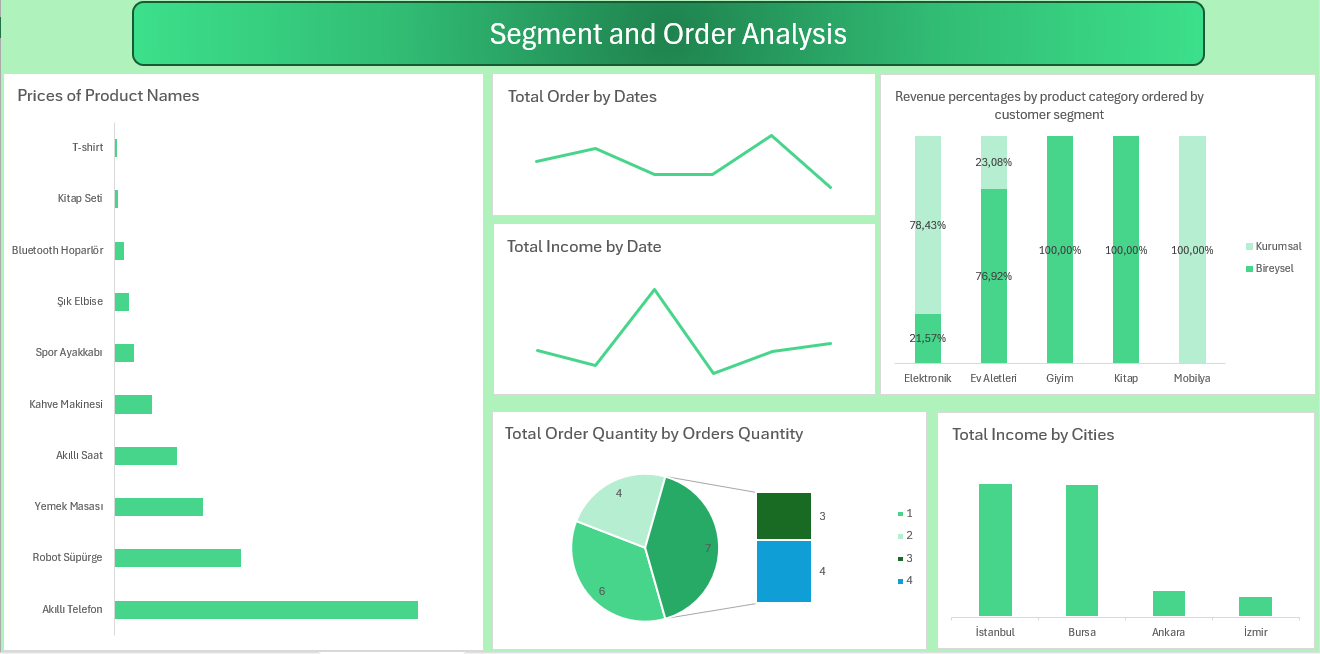 Segment and Order Analysis
Prices of Product Names
T-shirt
Kitap Seti
Bluetooth Hoparlör
Şık Elbise
Spor Ayakkabı
Kahve Makinesi
Akıllı Saat
Yemek Masası
Robot Süpürge
Akıllı Telefon
Total Order by Dates
Total Income by Date
Revenue percentages by product category ordered by
customer segment
23,08%
78,43%
100,00% 100,00% 100,00%
76,92%
21,57%
Elektronik Ev Aletleri Giyim Kitap Mobilya
Kurumsal
Bireysel
Total Order Quantity by Orders Quantity
4
7
6
3
4
1
2
3
4
Total Income by Cities
İstanbul Bursa Ankara İzmir